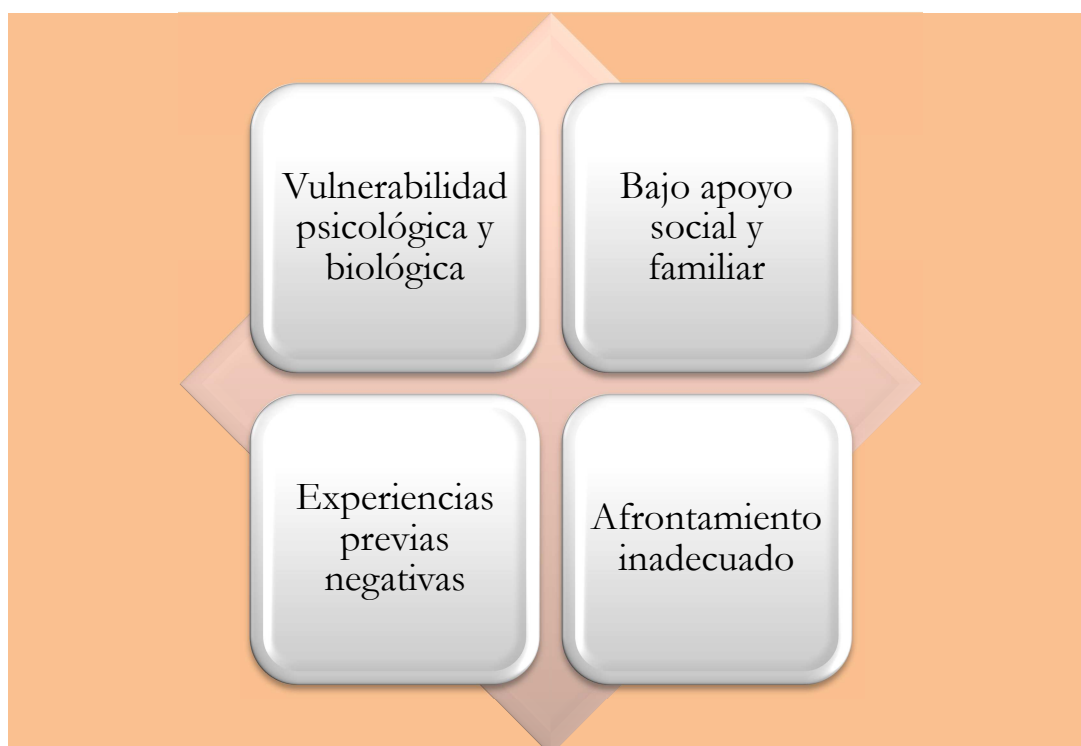 Vulnerabilidad
psicológica y
biológica
Bajo apoyo
social y
familiar
Experiencias
previas
negativas
Afrontamiento
inadecuado